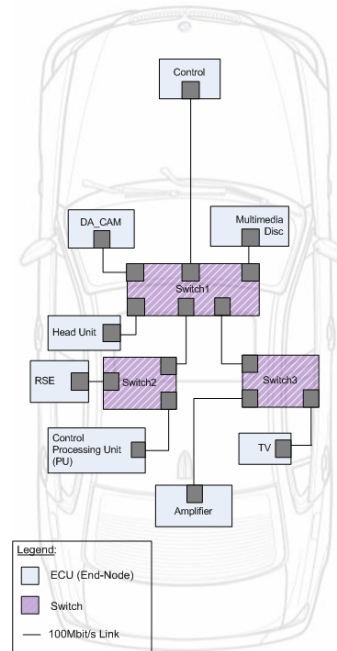 Control
DA_CAM
Multimedia
Disc
Switch1
Head Unit
RSE
Switch2
Switch3
Control
Processing Unit
(PU)
TV
Amplifier
Legend:
ECU (End-Node)
Switch
100Mbit/s Link